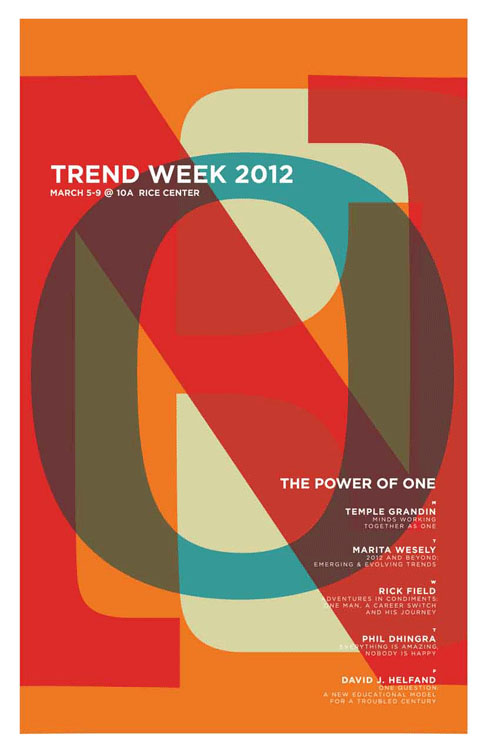 TREND WEEK 2012
MARCH 5-9 @ 10A RICE CENTER
THE POWER OF ONE
M
TEMPLE GRANDIN
MINDS WORKING
TOGETHER AS ONE
T
MARITA WESELY
2012 AND BEYOND:
EMERGING & EVOLVING TRENDS
W
RICK FIELD
ADVENTURES IN CONDIMENTS:
ONE MAN, A CAREER SWITCH
AND HIS JOURNEY
T
PHIL DHINGRA
EVERYTHING IS AMAZING,
NOBODY IS HAPPY
F
DAVID J. HELFAND
ONE QUESTION:
A NEW EDUCATIONAL MODEL
FOR A TROUBLED CENTURY